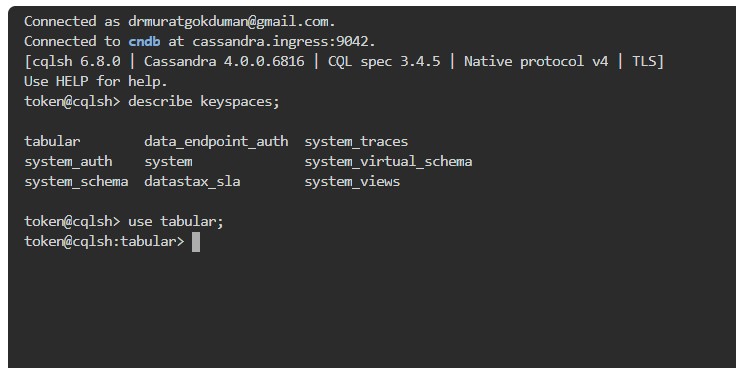 Connected as drmuratgokduman@gmail.com.
Connected to cndb at cassandra.ingress:9042.
[cqlsh 6.8.0 | Cassandra 4.0.0.6816 | CQL spec 3.4.5 | Native protocol v4 | TLS]
Use HELP for help.
token@cqlsh> describe keyspaces;
tabular data_endpoint_auth system_traces
system_auth system system_virtual_schema
system_schema datastax_sla system_views
token@cqlsh> use tabular;
token@cqlsh:tabular>